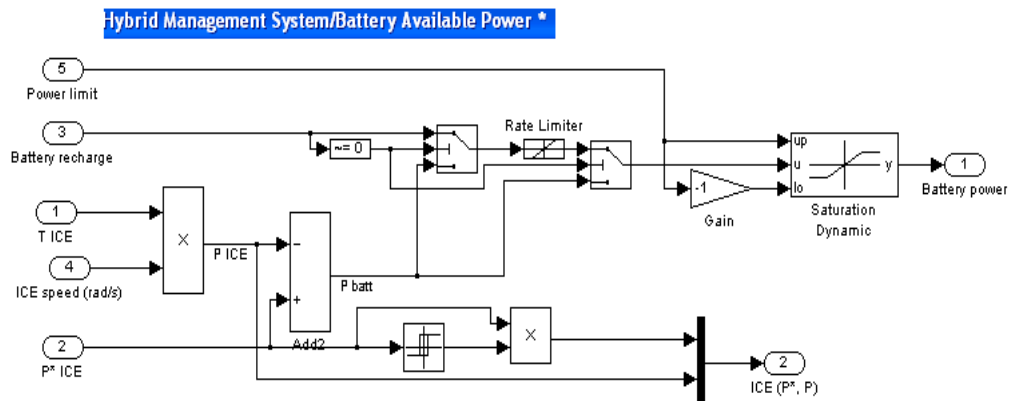 Hybrid Management System/Battery Available Power *
5
Power limit
3
Battery recharge
~= 0
Rate Limiter
up
u
lo
y
1
Battery power
-1
Gain
Saturation
Dynamic
1
T ICE
X
P ICE
4
ICE speed (rad/s)
−
+
P batt
Add2
2
P* ICE
X
2
ICE (P*, P)